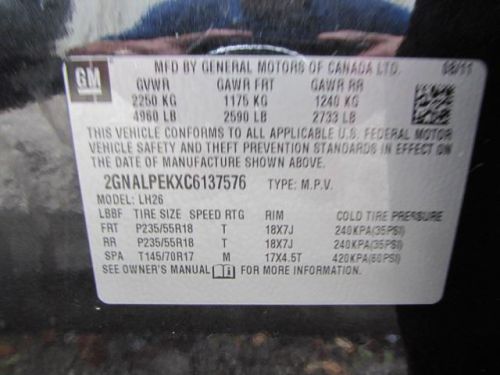 GM
MFD BY GENERAL MOTORS OF CANADA LTD. 08/11
GVWR GAWR FRT GAWR RR
2250 KG 1175 KG 1240 KG
4960 LB 2590 LB 2733 LB
THIS VEHICLE CONFORMS TO ALL APPLICABLE U.S. FEDERAL MOTOR
VEHICLE SAFETY AND THEFT PREVENTION STANDARDS IN EFFECT ON
THE DATE OF MANUFACTURE SHOWN ABOVE.
2GNALPEKXC6137576 TYPE: M.P.V.
MODEL: LH26
LBBF TIRE SIZE SPEED RTG RIM COLD TIRE PRESSURE
FRT P235/55R18 T 18X7J 240KPA(35PSI)
RR P235/55R18 T 18X7J 240KPA(35PSI)
SPA T145/70R17 M 17X4.5T 420KPA(60PSI)
SEE OWNER'S MANUAL FOR MORE INFORMATION.